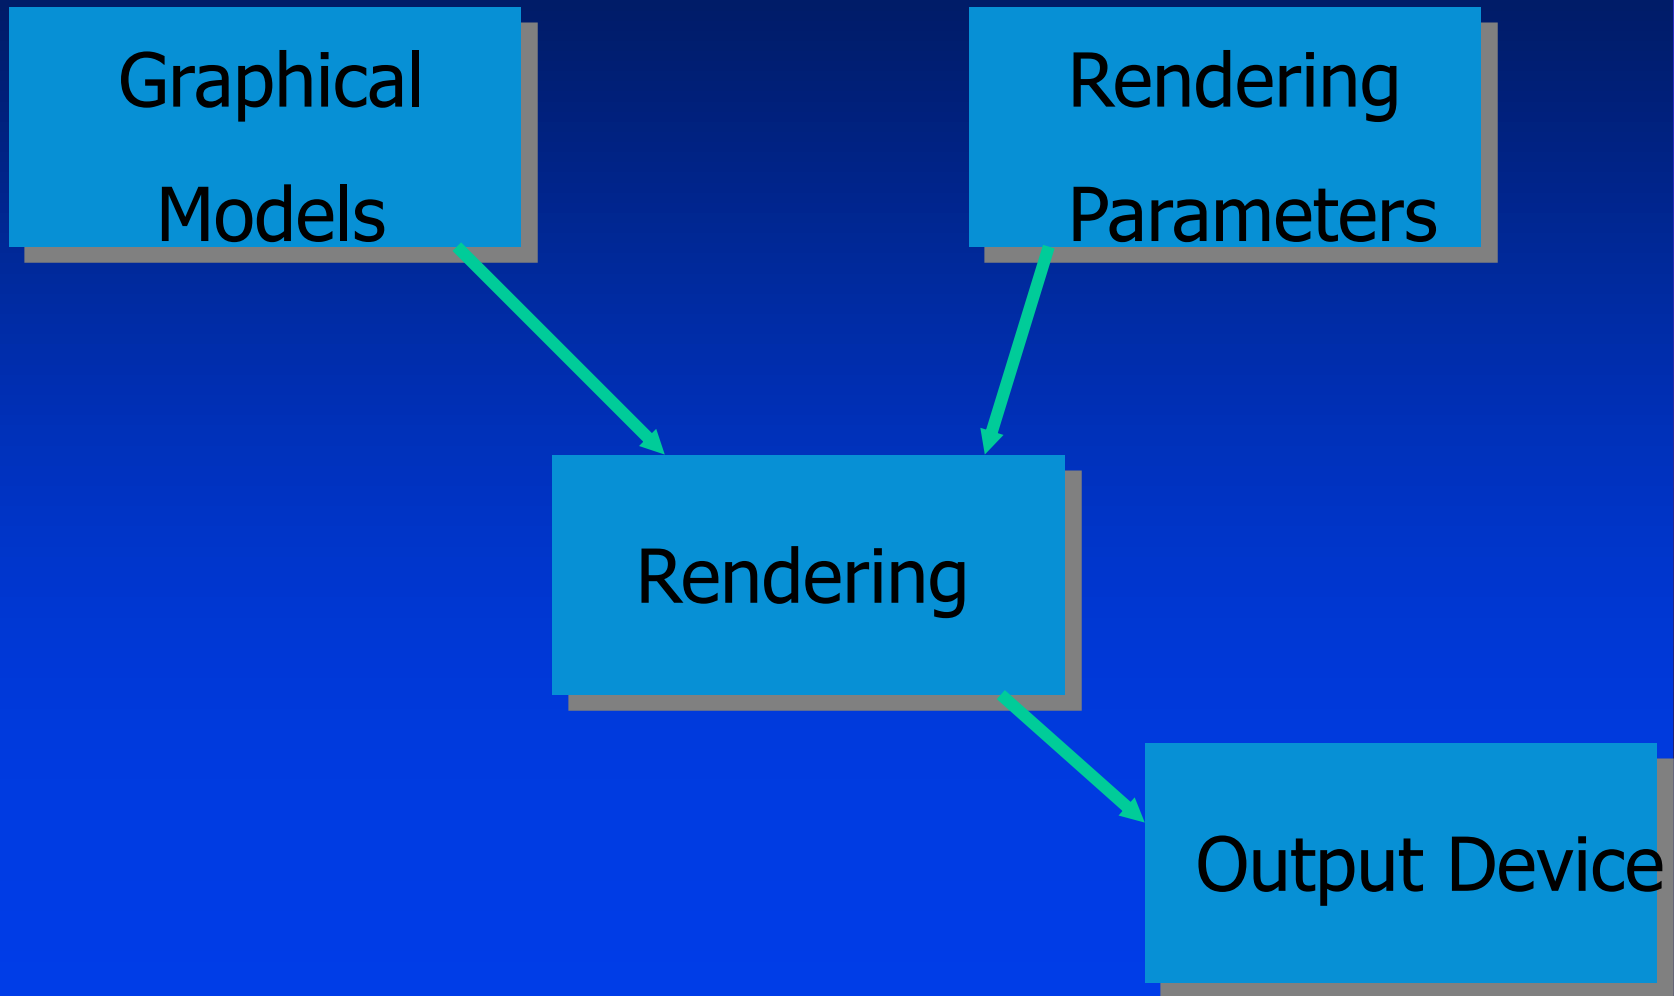 Graphical
Models
Rendering
Parameters
Rendering
Output Device